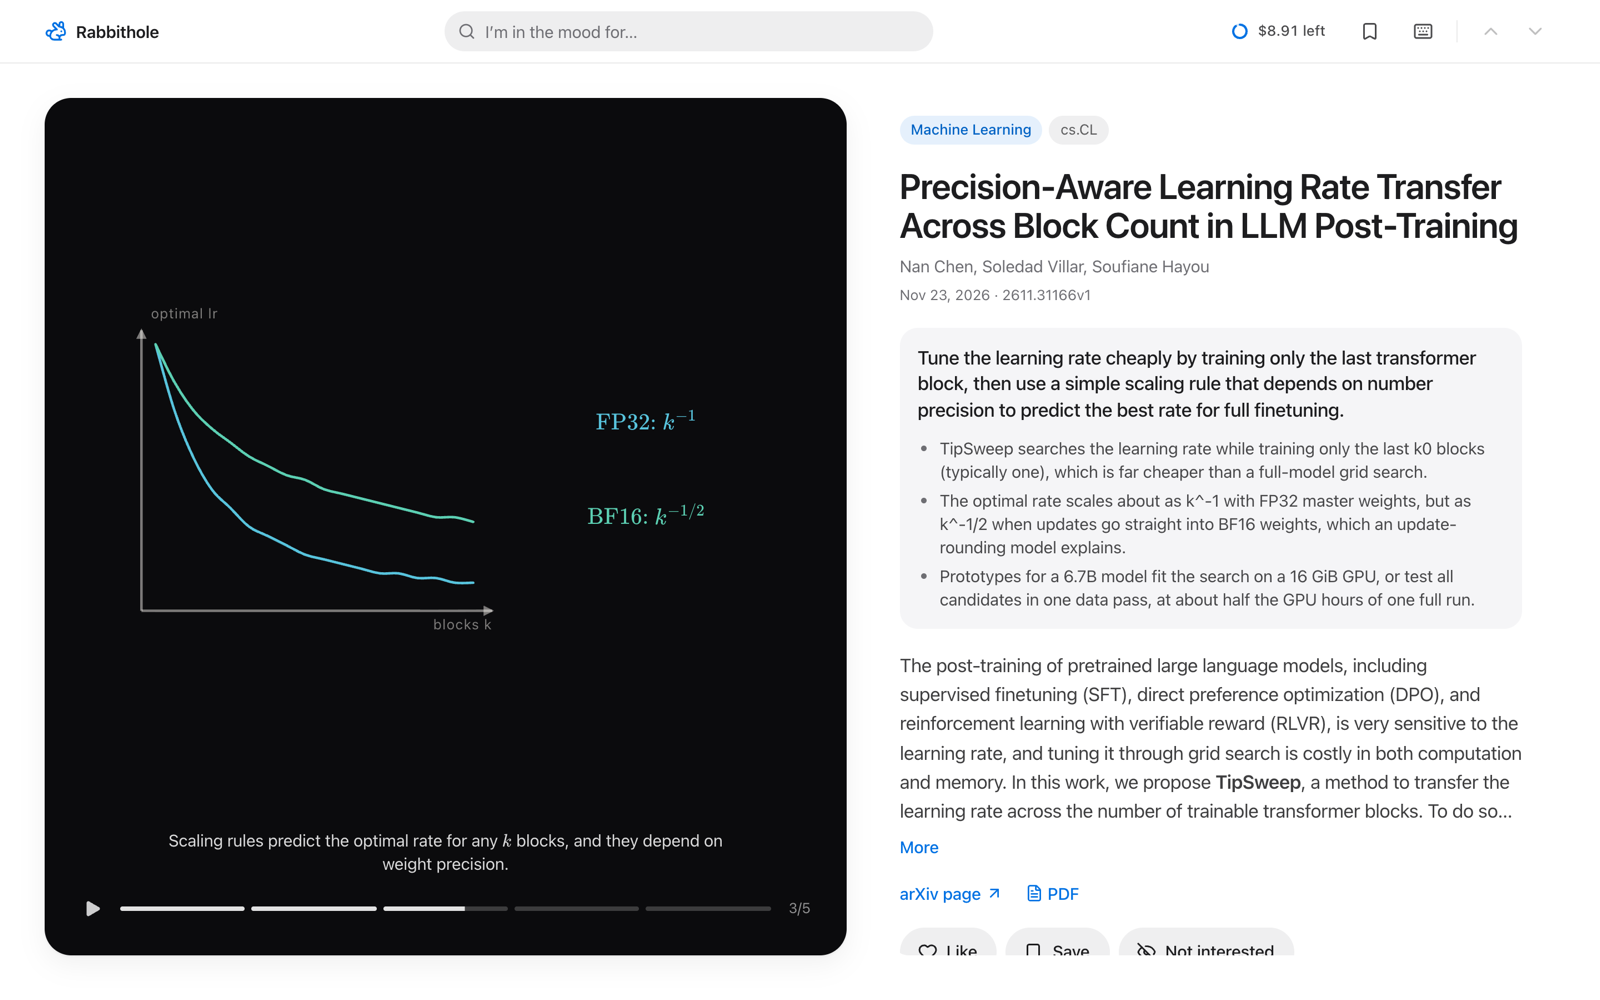 Rabbithole
I'm in the mood for...
$8.91 left
optimal lr
FP32: k⁻¹
BF16: k⁻¹/²
blocks k
Scaling rules predict the optimal rate for any k blocks, and they depend on
weight precision.
3/5
Machine Learning
cs.CL
Precision-Aware Learning Rate Transfer
Across Block Count in LLM Post-Training
Nan Chen, Soledad Villar, Soufiane Hayou
Nov 23, 2026 · 2611.31166v1
Tune the learning rate cheaply by training only the last transformer
block, then use a simple scaling rule that depends on number
precision to predict the best rate for full finetuning.
• TipSweep searches the learning rate while training only the last k0 blocks
(typically one), which is far cheaper than a full-model grid search.
• The optimal rate scales about as k^-1 with FP32 master weights, but as
k^-1/2 when updates go straight into BF16 weights, which an update-
rounding model explains.
• Prototypes for a 6.7B model fit the search on a 16 GiB GPU, or test all
candidates in one data pass, at about half the GPU hours of one full run.
The post-training of pretrained large language models, including
supervised finetuning (SFT), direct preference optimization (DPO), and
reinforcement learning with verifiable reward (RLVR), is very sensitive to the
learning rate, and tuning it through grid search is costly in both computation
and memory. In this work, we propose TipSweep, a method to transfer the
learning rate across the number of trainable transformer blocks. To do so...
More
arXiv page
PDF
Like
Save
Not interested